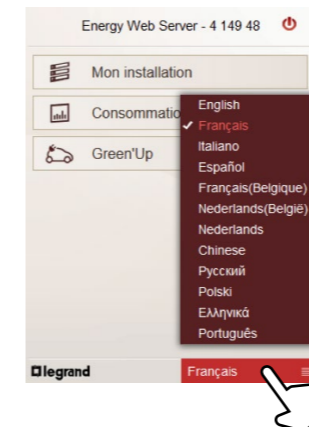 Energy Web Server - 4 149 48
Mon installation
Consommatio
Green'Up
English
Français
Italiano
Español
Français(Belgique)
Nederlands(België)
Nederlands
Chinese
Русский
Polski
Ελληνικά
Português
legrand
Français